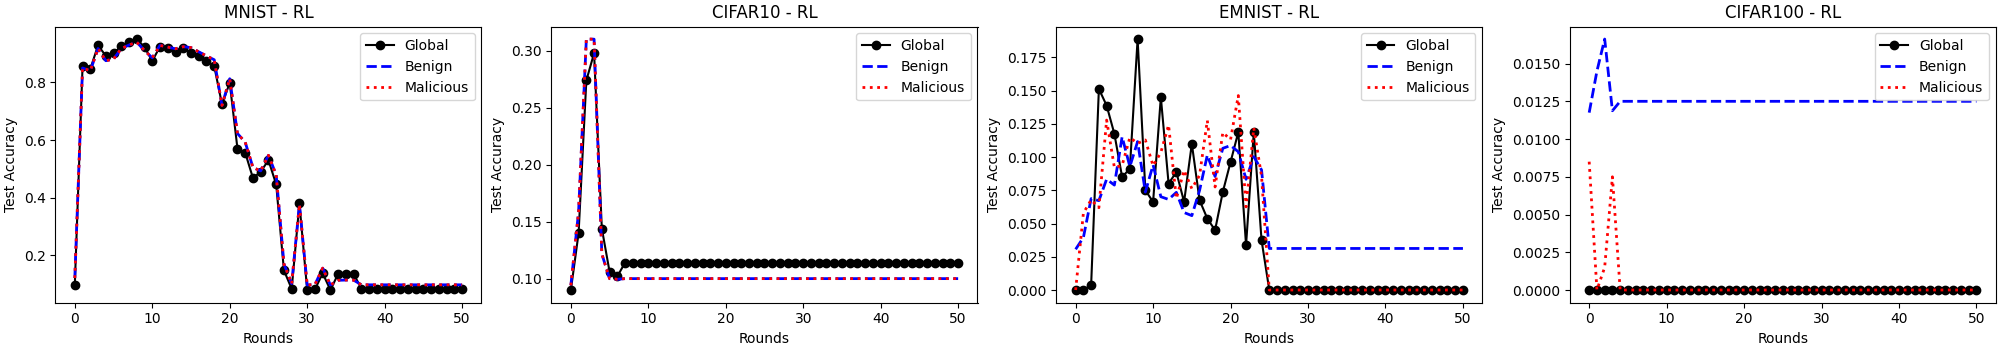 MNIST - RL
0.8
0.6
0.4
0.2
Test Accuracy
0 10 20 30 40 50
Rounds
Global
Benign
Malicious
CIFAR10 - RL
0.30
0.25
0.20
0.15
0.10
Test Accuracy
0 10 20 30 40 50
Rounds
Global
Benign
Malicious
EMNIST - RL
0.175
0.150
0.125
0.100
0.075
0.050
0.025
0.000
Test Accuracy
0 10 20 30 40 50
Rounds
Global
Benign
Malicious
CIFAR100 - RL
0.0150
0.0125
0.0100
0.0075
0.0050
0.0025
0.0000
Test Accuracy
0 10 20 30 40 50
Rounds
Global
Benign
Malicious